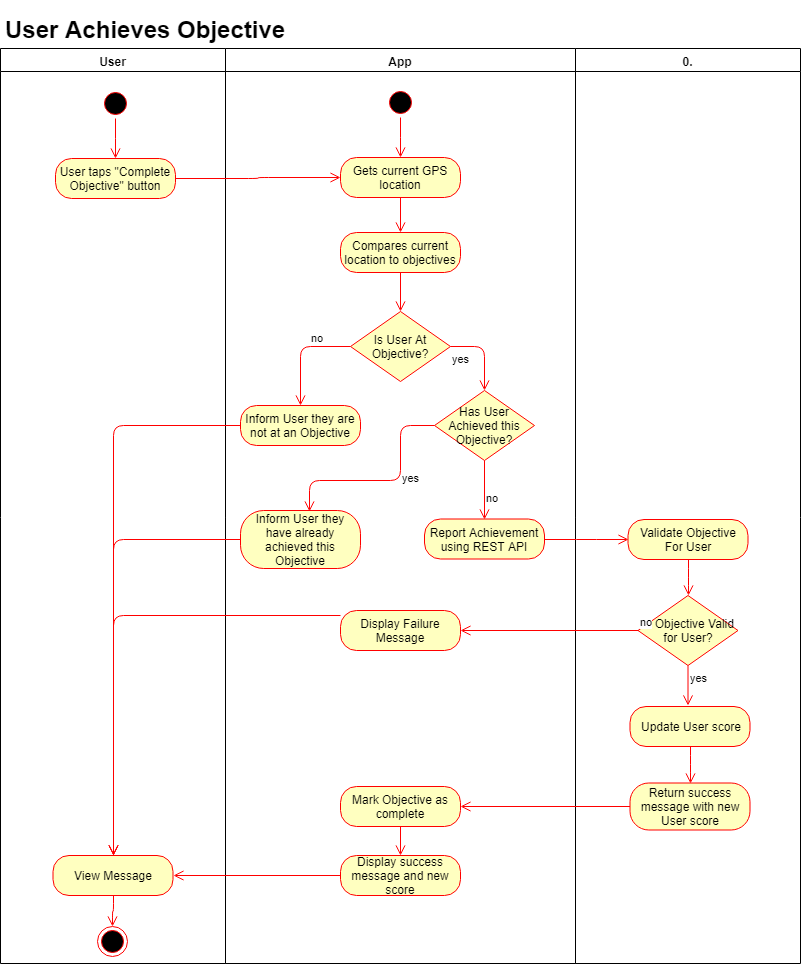 User Achieves Objective
User
App
0.
User taps "Complete
Objective" button
Gets current GPS
location
Compares current
location to objectives
Is User At
Objective?
no
yes
Inform User they are
not at an Objective
Has User
Achieved this
Objective?
yes
no
Inform User they
have already
achieved this
Objective
Report Achievement
using REST API
Validate Objective
For User
Display Failure
Message
no
Objective Valid
for User?
yes
Update User score
Mark Objective as
complete
Return success
message with new
User score
View Message
Display success
message and new
score